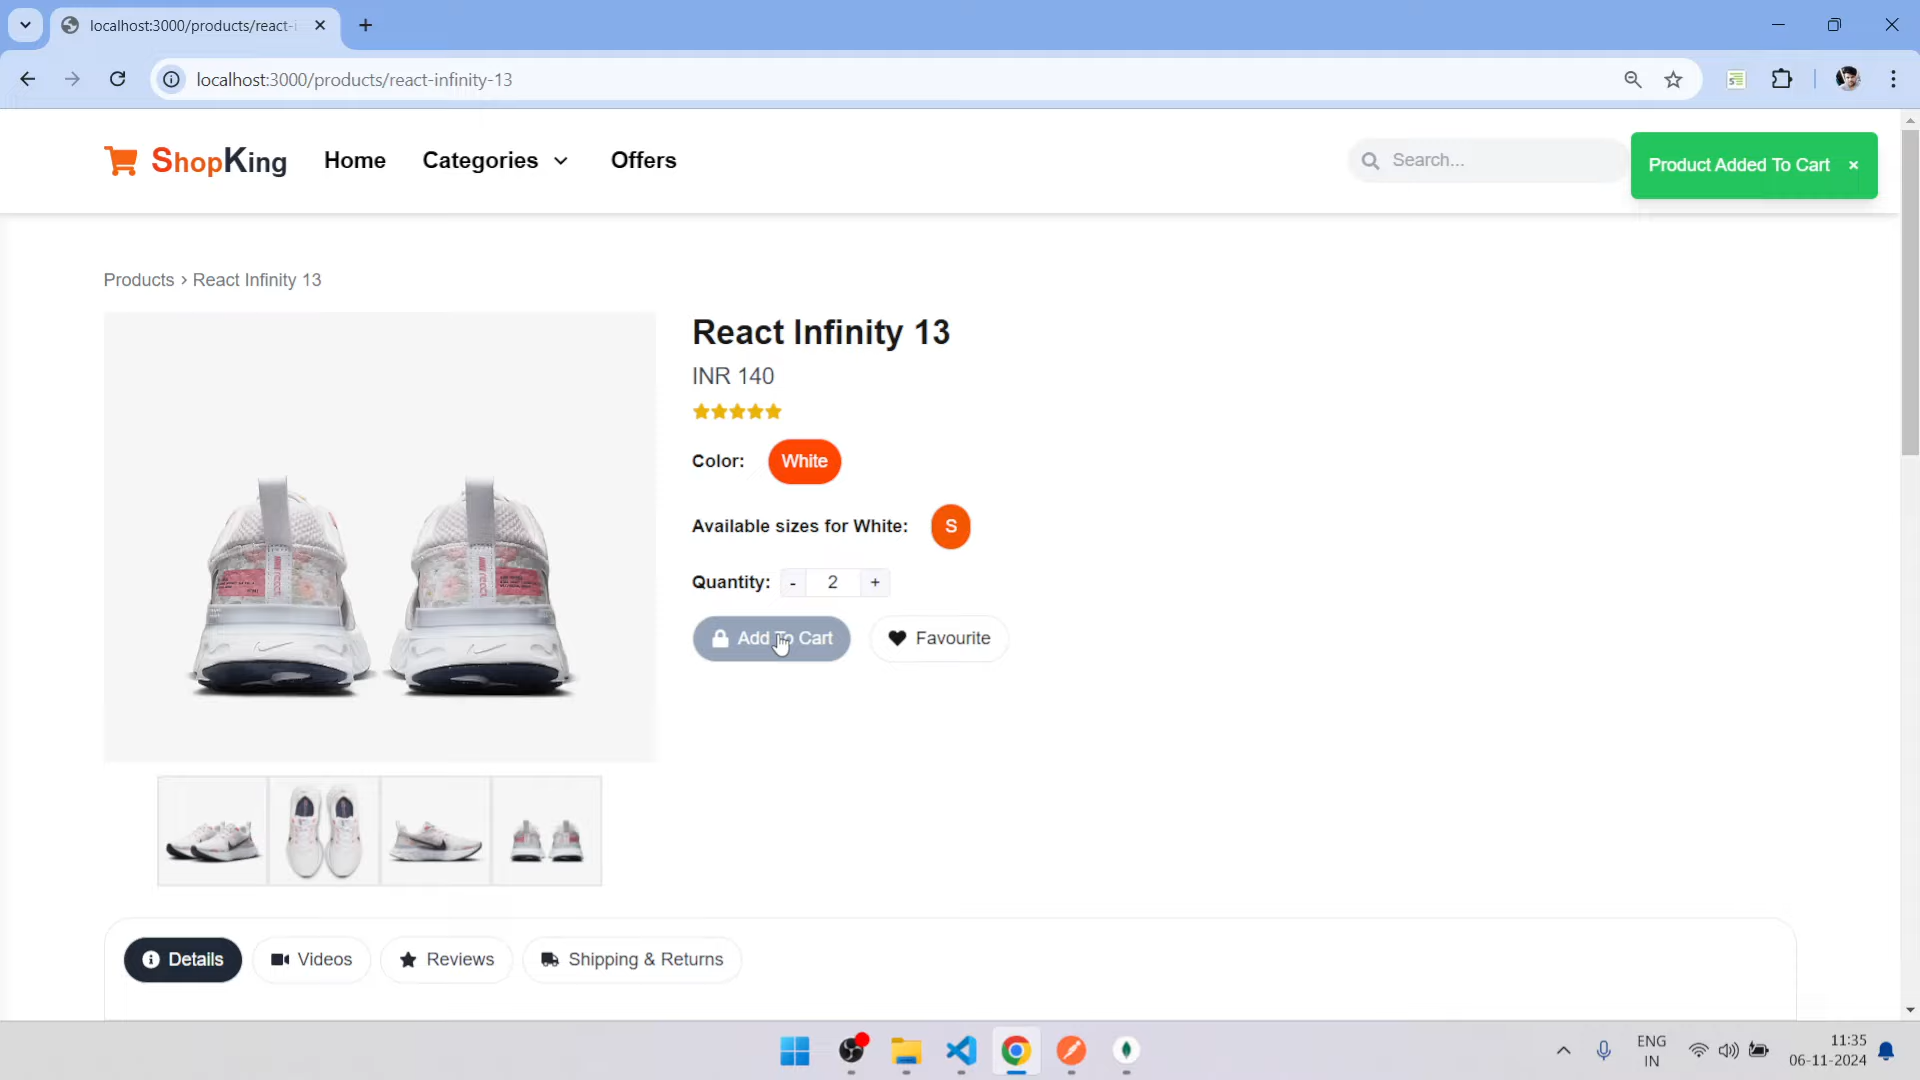 localhost:3000/products/react-i
localhost:3000/products/react-infinity-13
ShopKing
Home
Categories
Offers
Search...
Product Added To Cart ×
Products › React Infinity 13
React Infinity 13
INR 140
Color: White
Available sizes for White: S
Quantity: - 2 +
Add To Cart
Favourite
Details
Videos
Reviews
Shipping & Returns
ENG
IN
11:35
06-11-2024